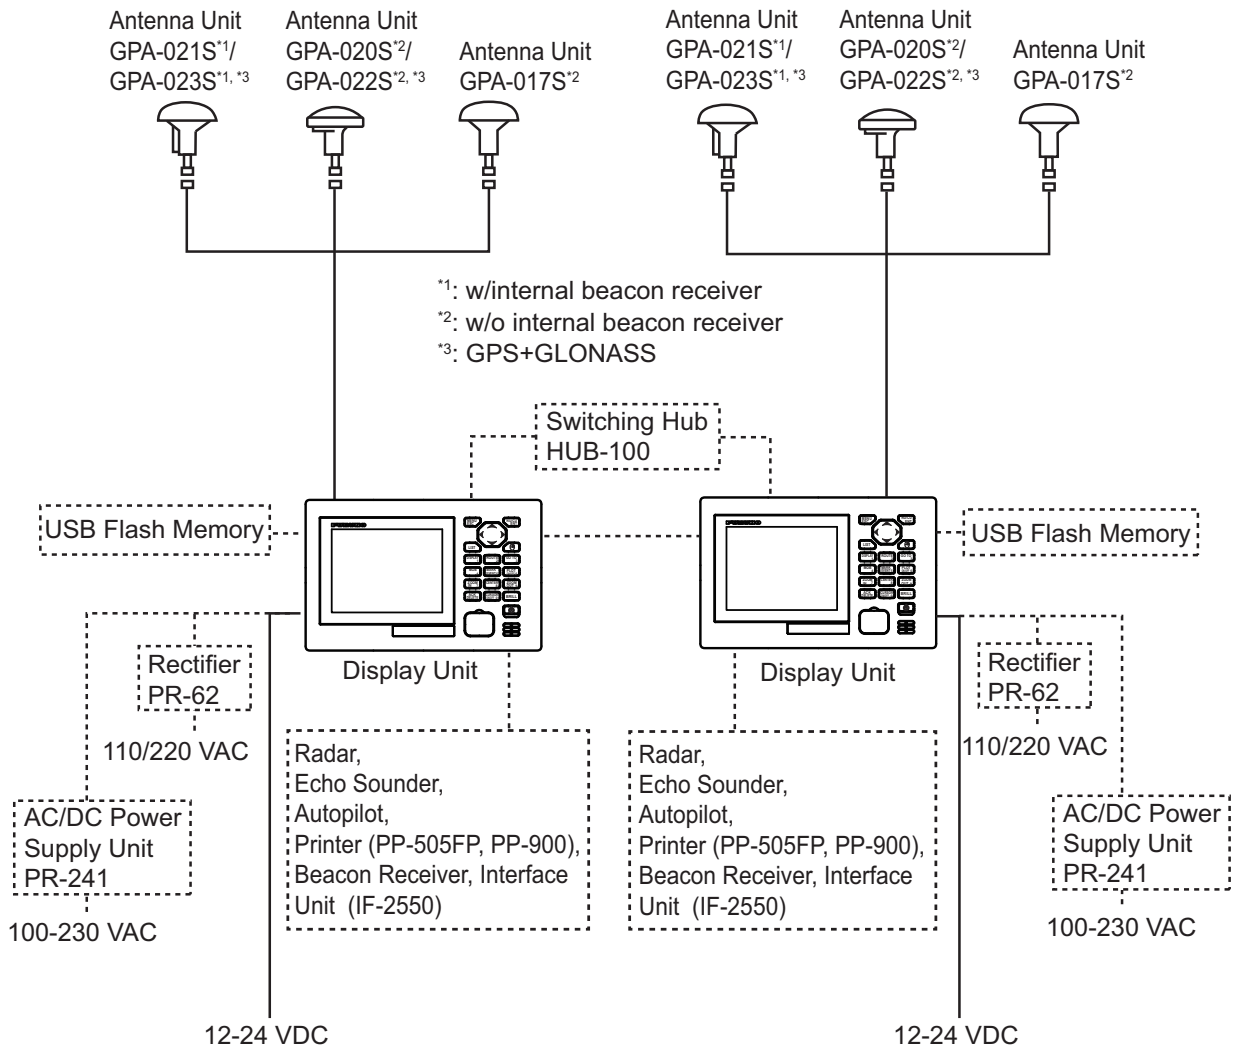 Antenna Unit
GPA-021S*1/
GPA-023S*1, *3
Antenna Unit
GPA-020S*2/
GPA-022S*2, *3
Antenna Unit
GPA-017S*2
Antenna Unit
GPA-021S*1/
GPA-023S*1, *3
Antenna Unit
GPA-020S*2/
GPA-022S*2, *3
Antenna Unit
GPA-017S*2
*1: w/internal beacon receiver
*2: w/o internal beacon receiver
*3: GPS+GLONASS
Switching Hub
HUB-100
USB Flash Memory
USB Flash Memory
Display Unit
Display Unit
Rectifier
PR-62
110/220 VAC
AC/DC Power
Supply Unit
PR-241
100-230 VAC
Radar,
Echo Sounder,
Autopilot,
Printer (PP-505FP, PP-900),
Beacon Receiver, Interface
Unit (IF-2550)
Radar,
Echo Sounder,
Autopilot,
Printer (PP-505FP, PP-900),
Beacon Receiver, Interface
Unit (IF-2550)
Rectifier
PR-62
110/220 VAC
AC/DC Power
Supply Unit
PR-241
100-230 VAC
12-24 VDC
12-24 VDC